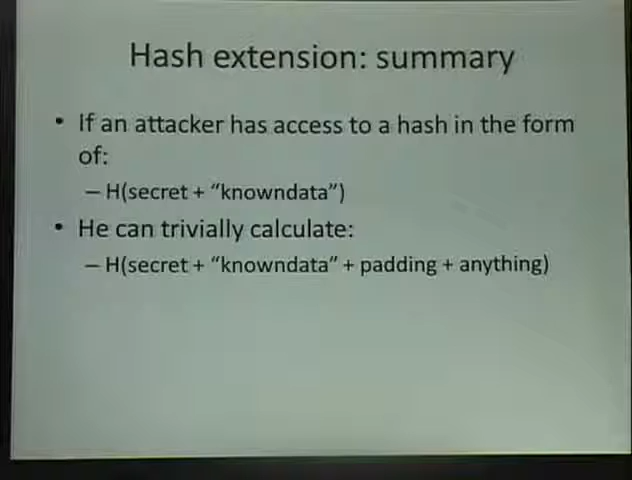 Hash extension: summary
• If an attacker has access to a hash in the form
of:
– H(secret + “knowndata”)
• He can trivially calculate:
– H(secret + “knowndata” + padding + anything)